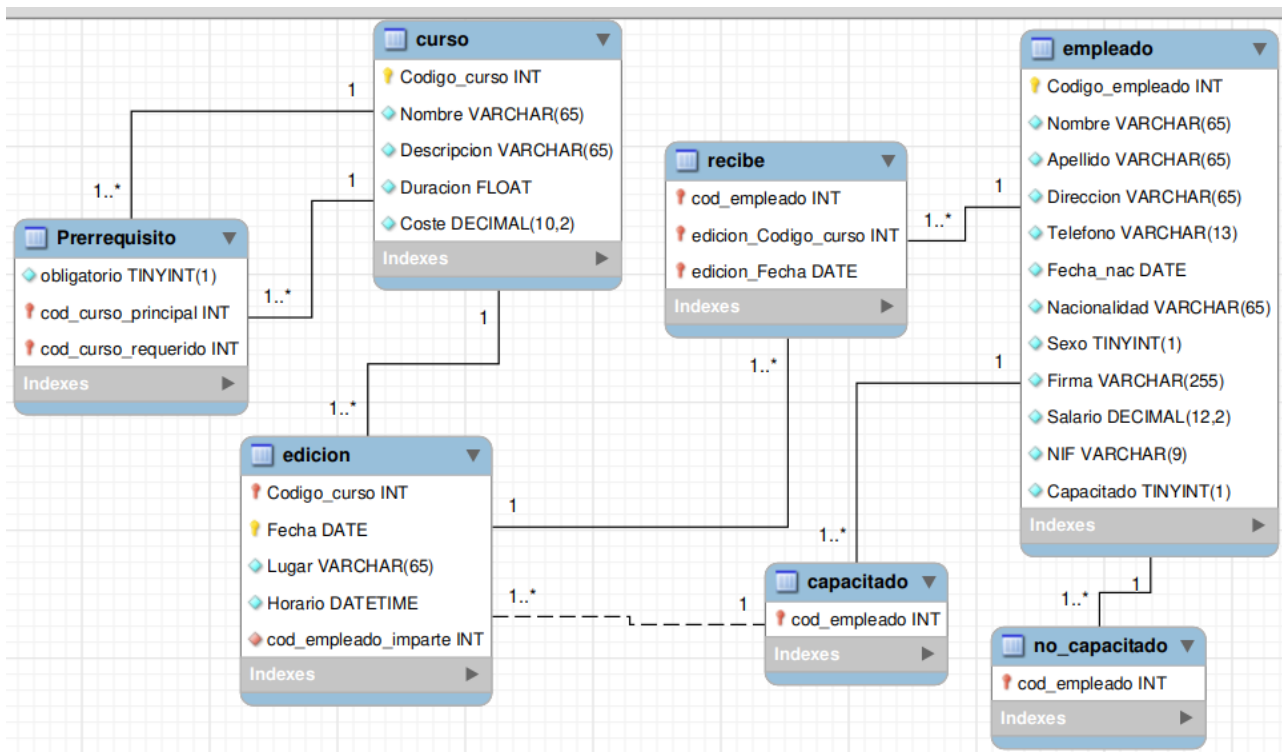 curso
Codigo_curso INT
Nombre VARCHAR(65)
Descripcion VARCHAR(65)
Duracion FLOAT
Coste DECIMAL(10,2)
Indexes
empleado
Codigo_empleado INT
Nombre VARCHAR(65)
Apellido VARCHAR(65)
Direccion VARCHAR(65)
Telefono VARCHAR(13)
Fecha_nac DATE
Nacionalidad VARCHAR(65)
Sexo TINYINT(1)
Firma VARCHAR(255)
Salario DECIMAL(12,2)
NIF VARCHAR(9)
Capacitado TINYINT(1)
Indexes
recibe
cod_empleado INT
edicion_Codigo_curso INT
edicion_Fecha DATE
Indexes
Prerrequisito
obligatorio TINYINT(1)
cod_curso_principal INT
cod_curso_requerido INT
Indexes
edicion
Codigo_curso INT
Fecha DATE
Lugar VARCHAR(65)
Horario DATETIME
cod_empleado_imparte INT
Indexes
capacitado
cod_empleado INT
Indexes
no_capacitado
cod_empleado INT
Indexes
1
1..*
1
1..*
1
1..*
1
1..*
1..*
1
1
1..*
1..*
1
1
1..*